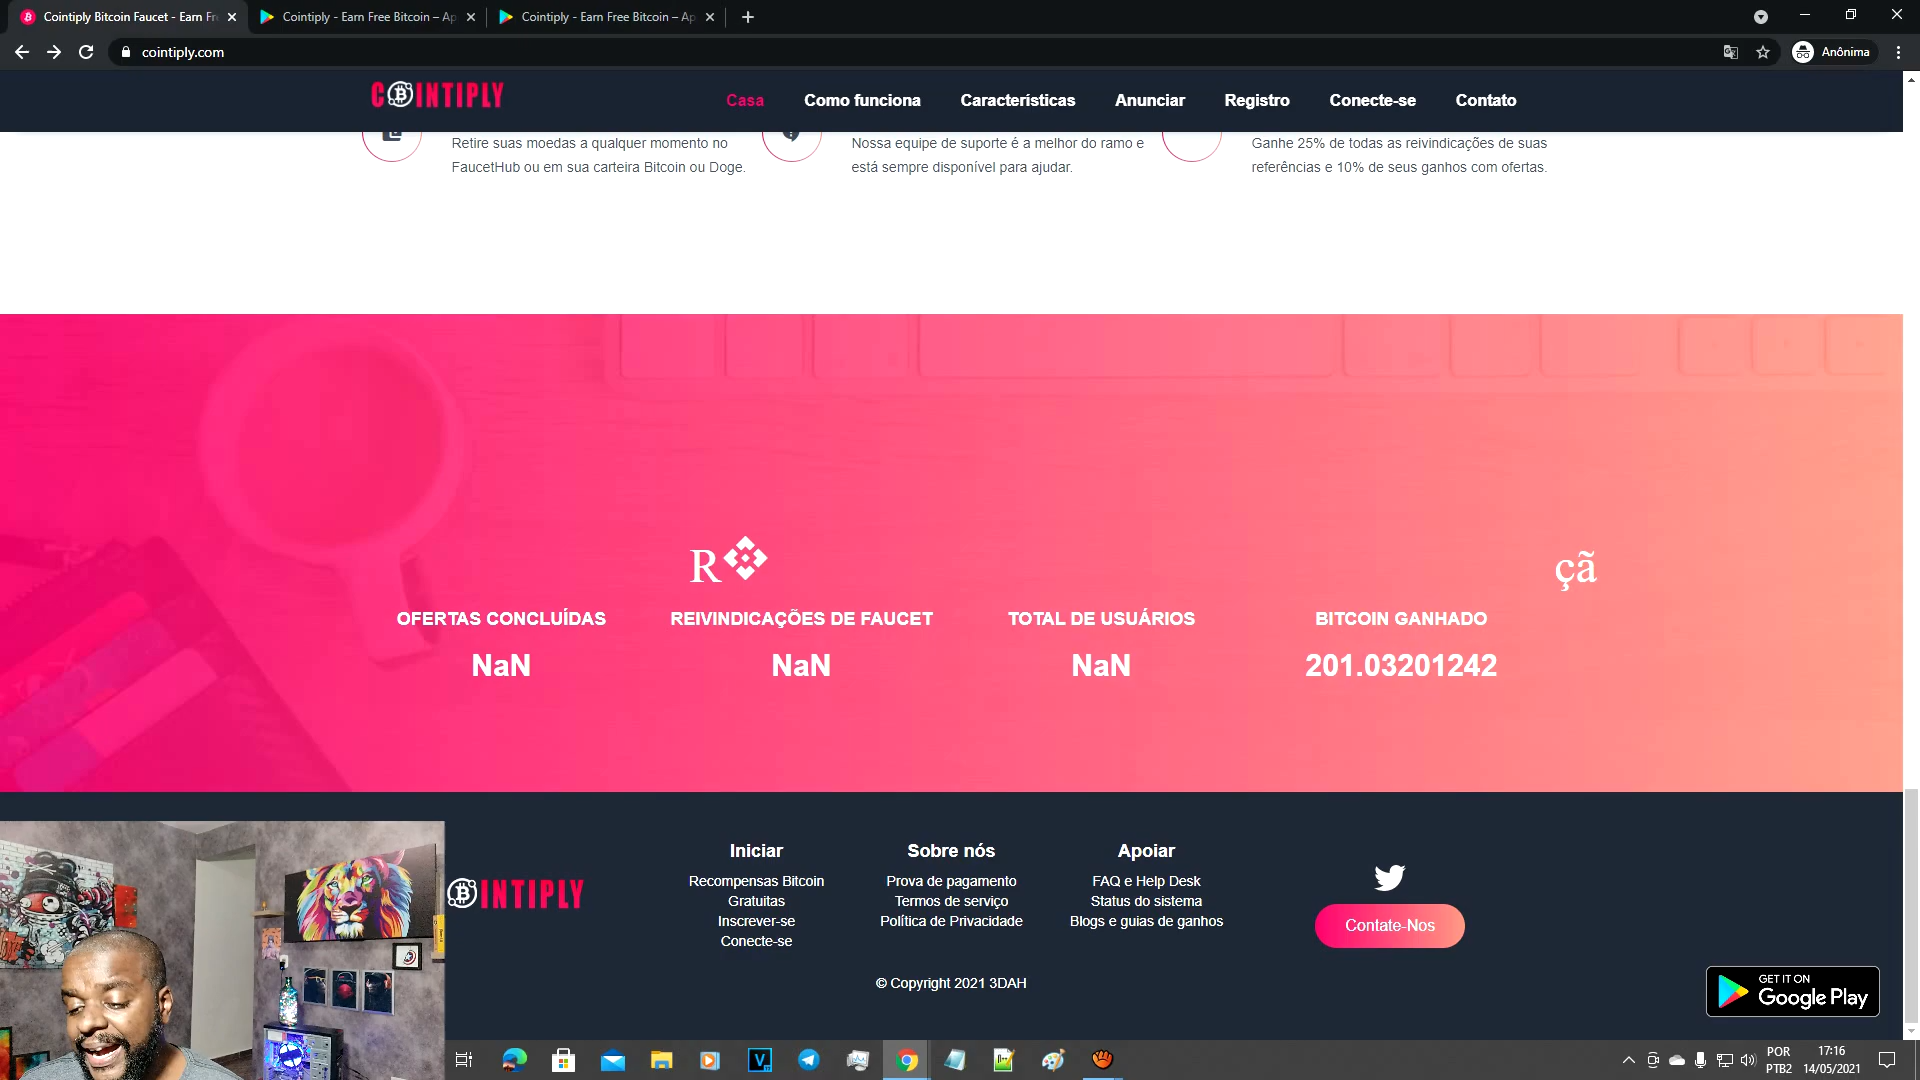 Cointiply Bitcoin Faucet - Earn Fr
Cointiply - Earn Free Bitcoin – Ap
Cointiply - Earn Free Bitcoin – Ap
cointiply.com
Anônima
COINTIPLY
Casa
Como funciona
Características
Anunciar
Registro
Conecte-se
Contato
Retire suas moedas a qualquer momento no
FaucetHub ou em sua carteira Bitcoin ou Doge.
Nossa equipe de suporte é a melhor do ramo e
está sempre disponível para ajudar.
Ganhe 25% de todas as reivindicações de suas
referências e 10% de seus ganhos com ofertas.
R
çã
OFERTAS CONCLUÍDAS
NaN
REIVINDICAÇÕES DE FAUCET
NaN
TOTAL DE USUÁRIOS
NaN
BITCOIN GANHADO
201.03201242
INTIPLY
Iniciar
Recompensas Bitcoin
Gratuitas
Inscrever-se
Conecte-se
Sobre nós
Prova de pagamento
Termos de serviço
Política de Privacidade
Apoiar
FAQ e Help Desk
Status do sistema
Blogs e guias de ganhos
Contate-Nos
© Copyright 2021 3DAH
GET IT ON
Google Play
POR
PTB2
17:16
14/05/2021